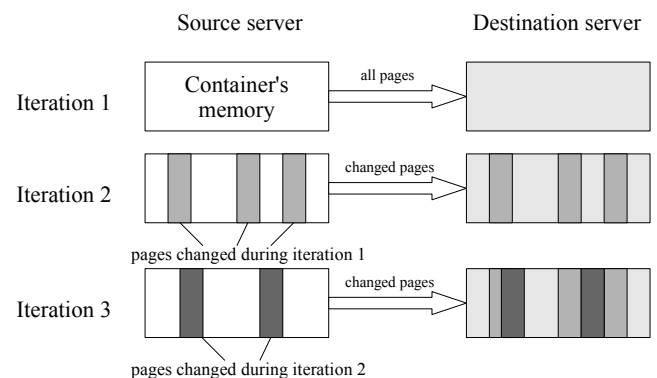 Source server
Destination server
Iteration 1
Container's
memory
all pages
Iteration 2
changed pages
pages changed during iteration 1
Iteration 3
changed pages
pages changed during iteration 2